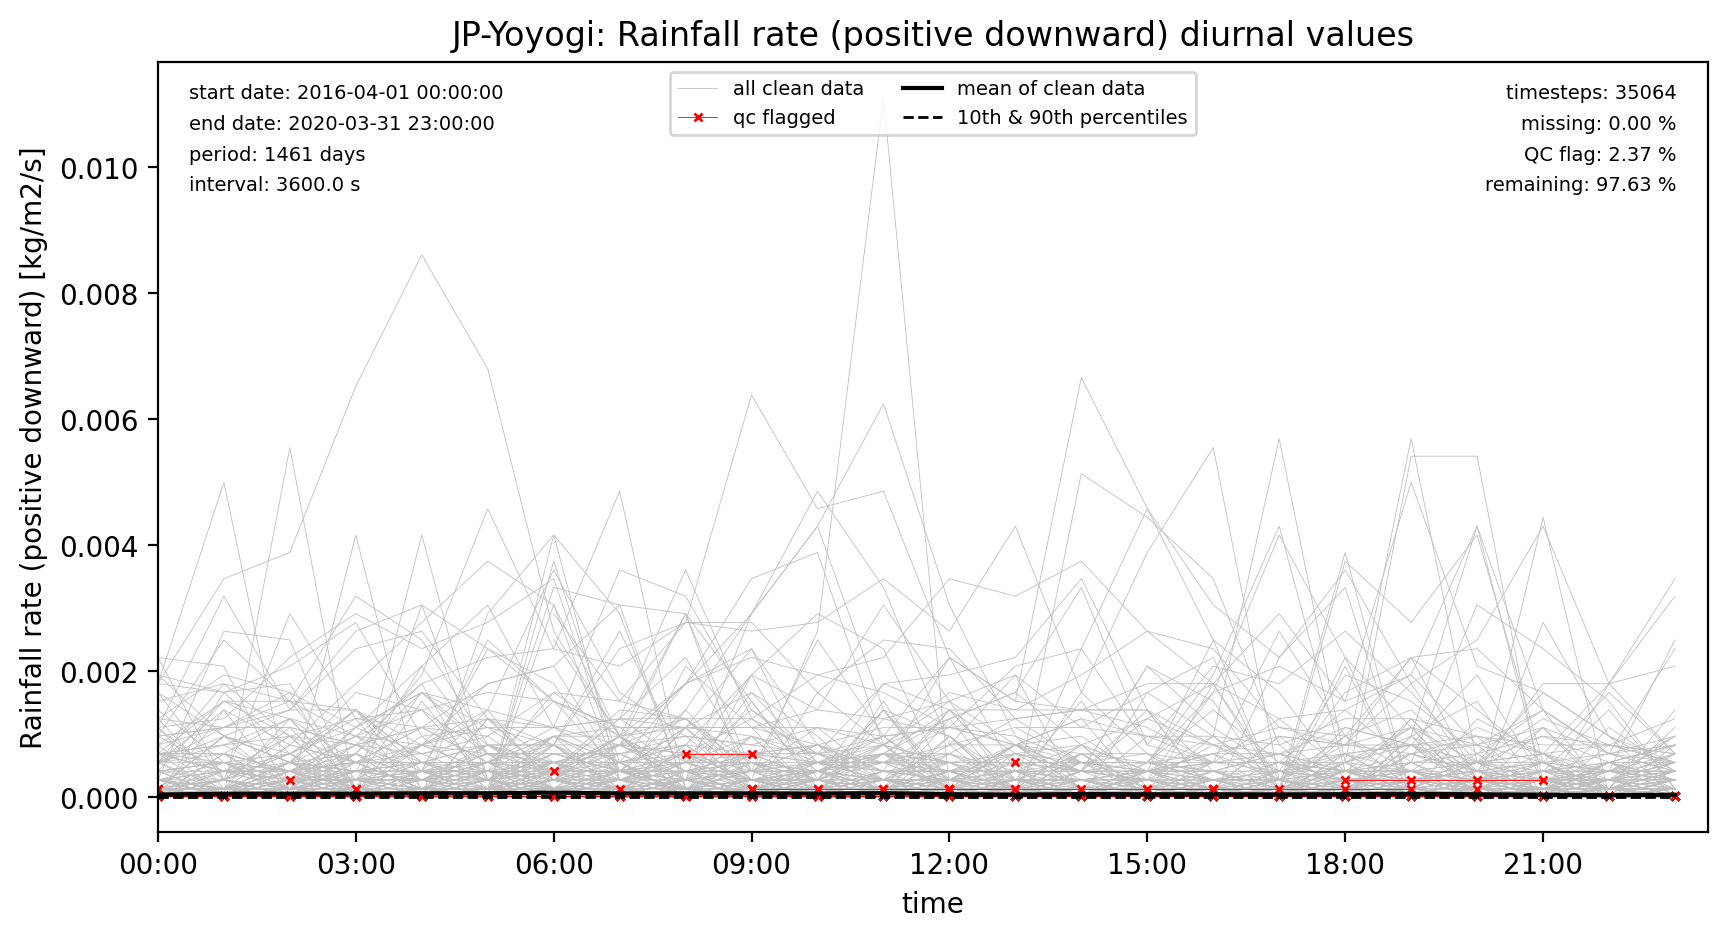 JP-Yoyogi: Rainfall rate (positive downward) diurnal values
start date: 2016-04-01 00:00:00
end date: 2020-03-31 23:00:00
period: 1461 days
interval: 3600.0 s
all clean data
qc flagged
mean of clean data
10th & 90th percentiles
timesteps: 35064
missing: 0.00 %
QC flag: 2.37 %
remaining: 97.63 %
Rainfall rate (positive downward) [kg/m2/s]
0.010
0.008
0.006
0.004
0.002
0.000
00:00 03:00 06:00 09:00 12:00 15:00 18:00 21:00
time